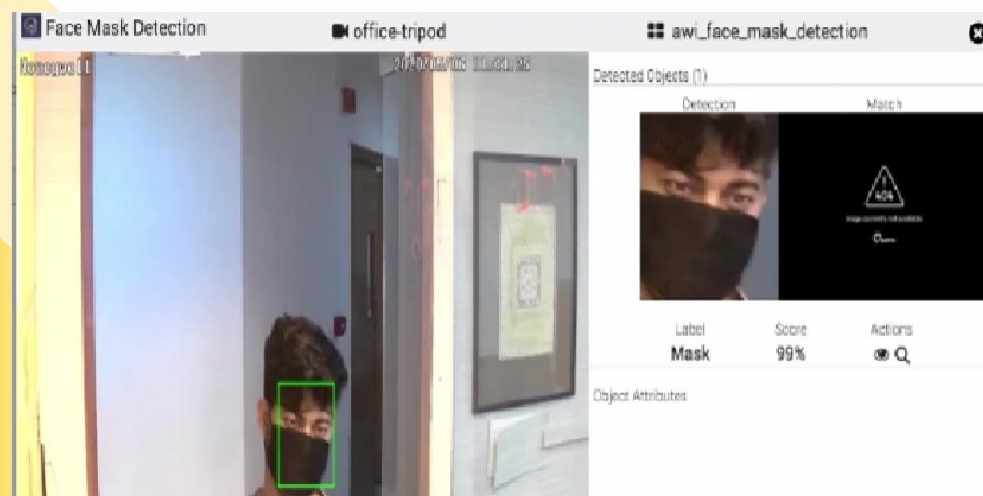 Face Mask Detection
office-tripod
awi_face_mask_detection
Detected Objects (1)
Detection
Match
404
Label
Score
Actions
Mask
99%
Object Attributes